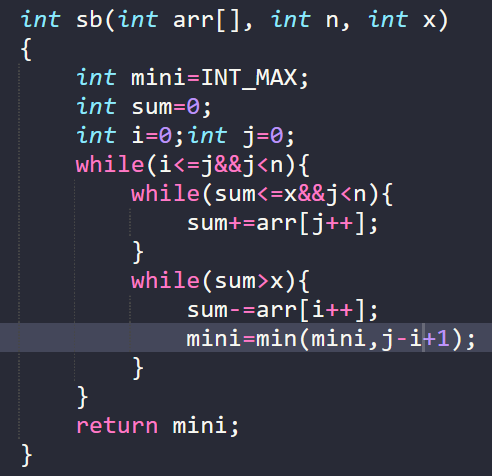 int sb(int arr[], int n, int x)
{
    int mini=INT_MAX;
    int sum=0;
    int i=0;int j=0;
    while(i<=j&&j<n){
        while(sum<=x&&j<n){
            sum+=arr[j++];
        }
        while(sum>x){
            sum-=arr[i++];
            mini=min(mini,j-i+1);
        }
    }
    return mini;
}